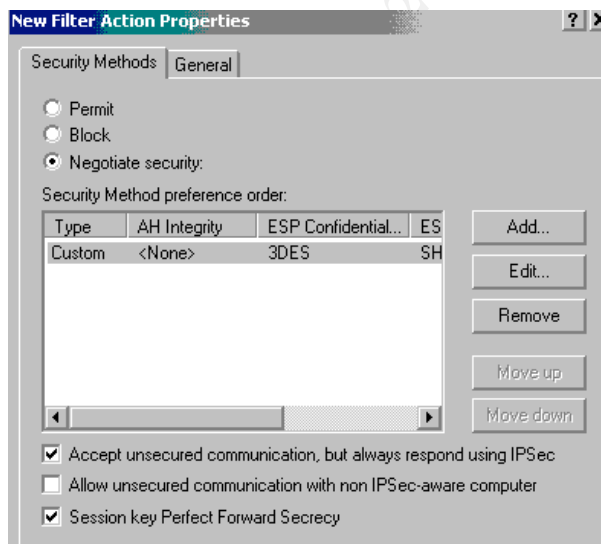 New Filter Action Properties
Security Methods General
Permit
Block
Negotiate security:
Security Method preference order:
Type AH Integrity ESP Confidential... ES
Custom <None> 3DES SH
Add...
Edit...
Remove
Move up
Move down
Accept unsecured communication, but always respond using IPSec
Allow unsecured communication with non IPSec-aware computer
Session key Perfect Forward Secrecy